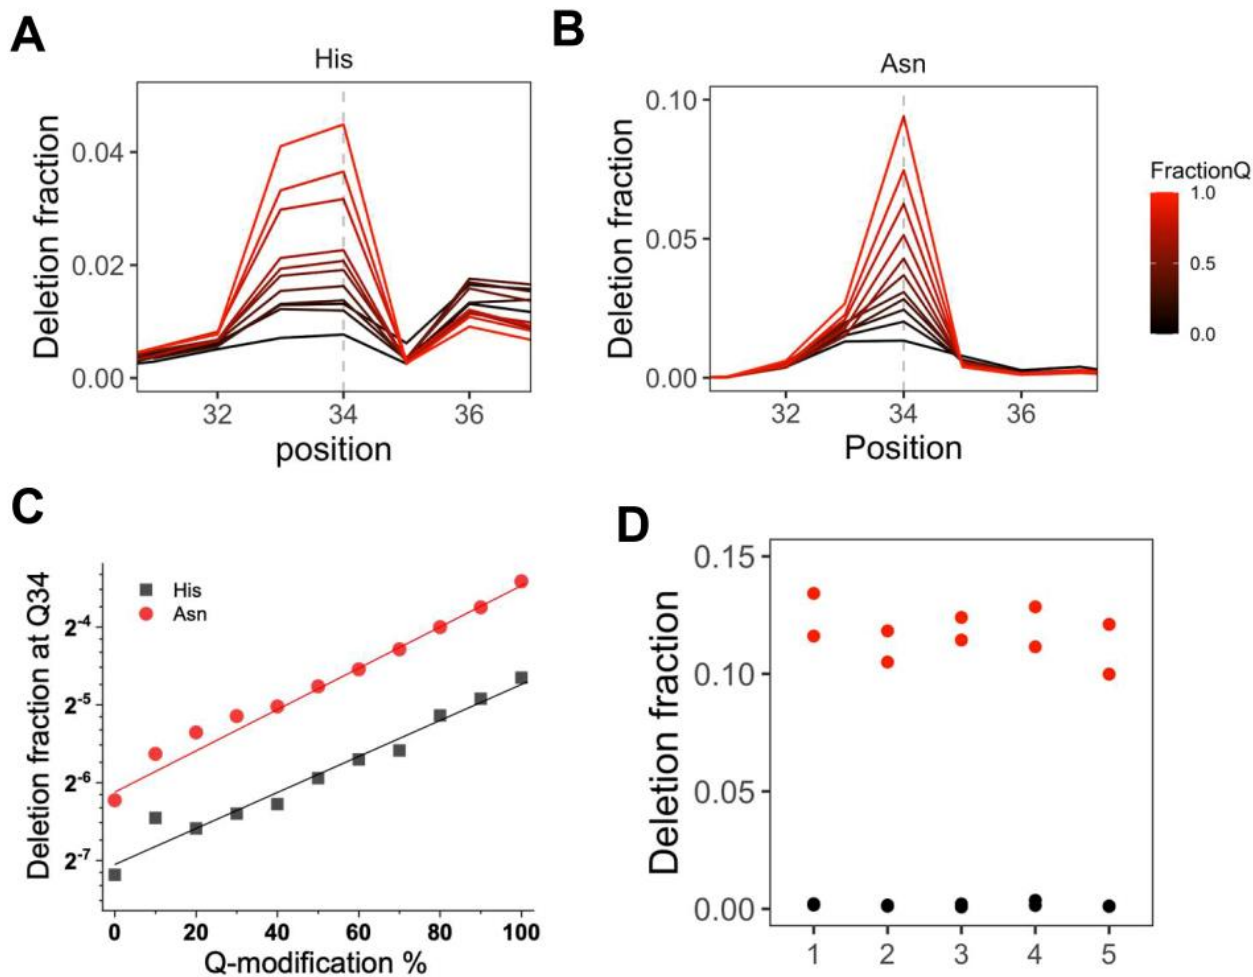 A
His
Deletion fraction
0.04
0.02
0.00
32
34
36
position
B
Asn
Deletion fraction
0.10
0.05
0.00
32
34
36
Position
FractionQ
1.0
0.5
0.0
C
Deletion fraction at Q34
His
Asn
2-4
2-5
2-6
2-7
0
20
40
60
80
100
Q-modification %
D
Deletion fraction
0.15
0.10
0.05
0.00
1
2
3
4
5